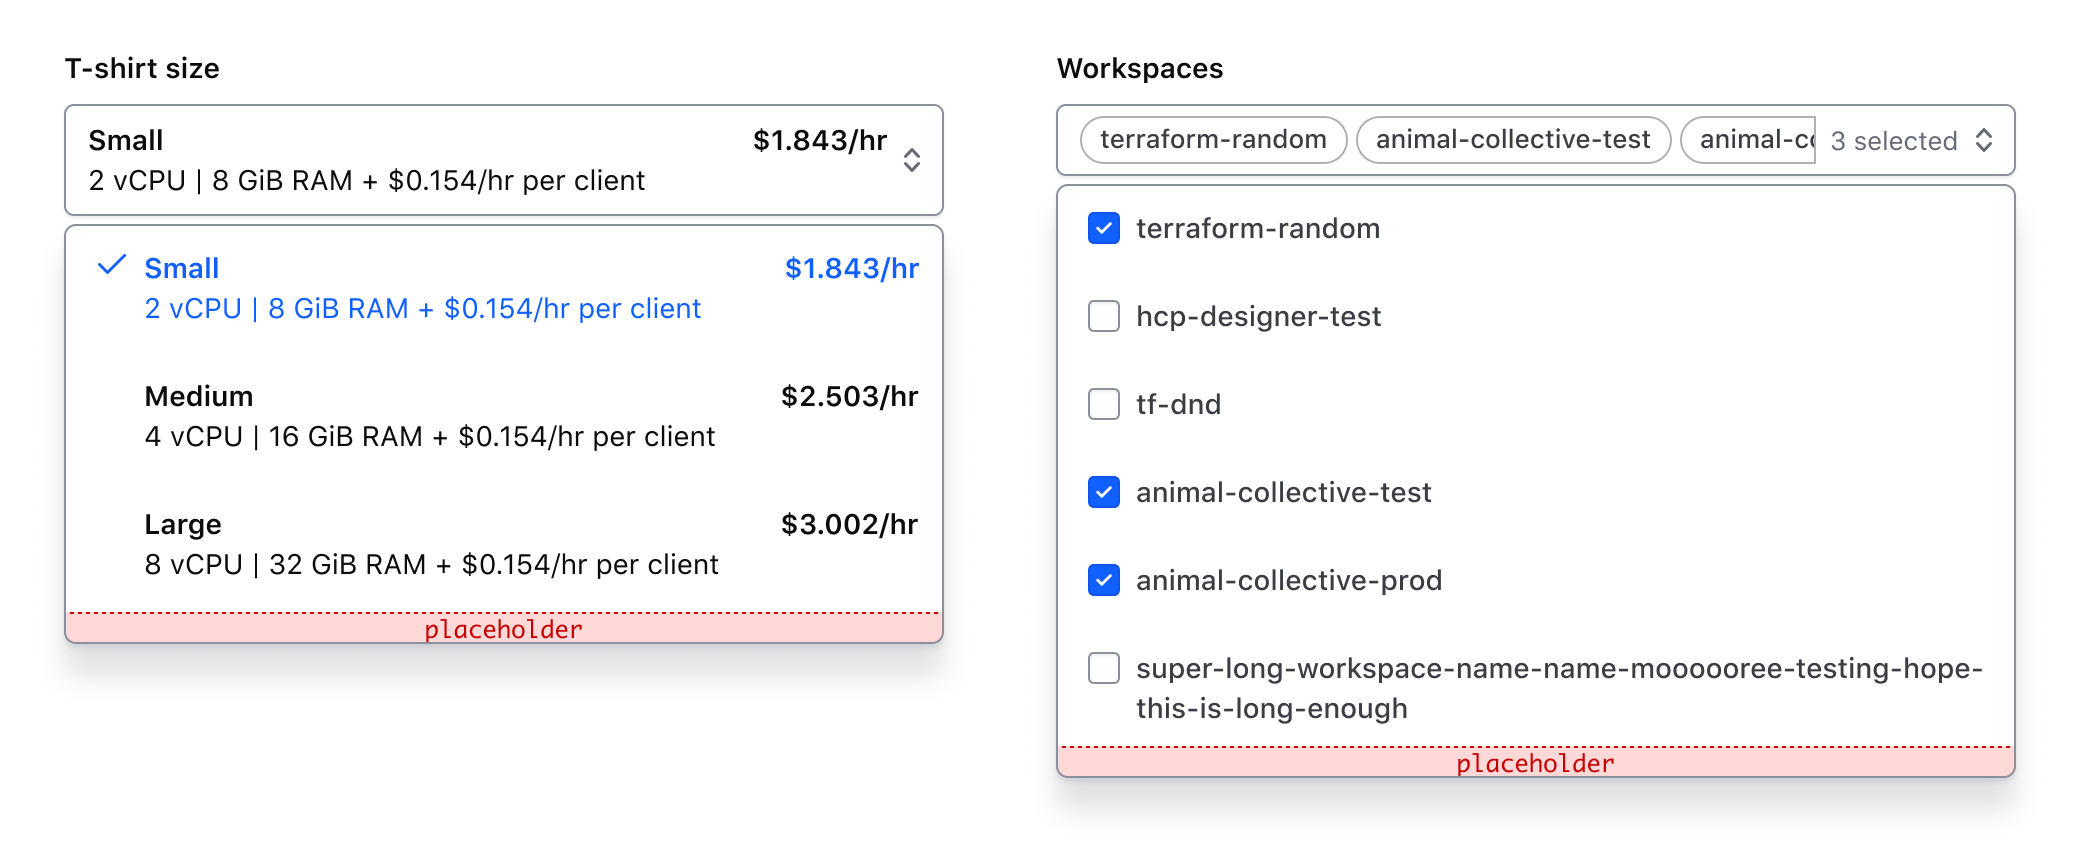 T-shirt size
Small $1.843/hr
2 vCPU | 8 GiB RAM + $0.154/hr per client
Small $1.843/hr
2 vCPU | 8 GiB RAM + $0.154/hr per client
Medium $2.503/hr
4 vCPU | 16 GiB RAM + $0.154/hr per client
Large $3.002/hr
8 vCPU | 32 GiB RAM + $0.154/hr per client
placeholder
Workspaces
terraform-random animal-collective-test animal-co 3 selected
terraform-random
hcp-designer-test
tf-dnd
animal-collective-test
animal-collective-prod
super-long-workspace-name-name-moooooree-testing-hope-
this-is-long-enough
placeholder